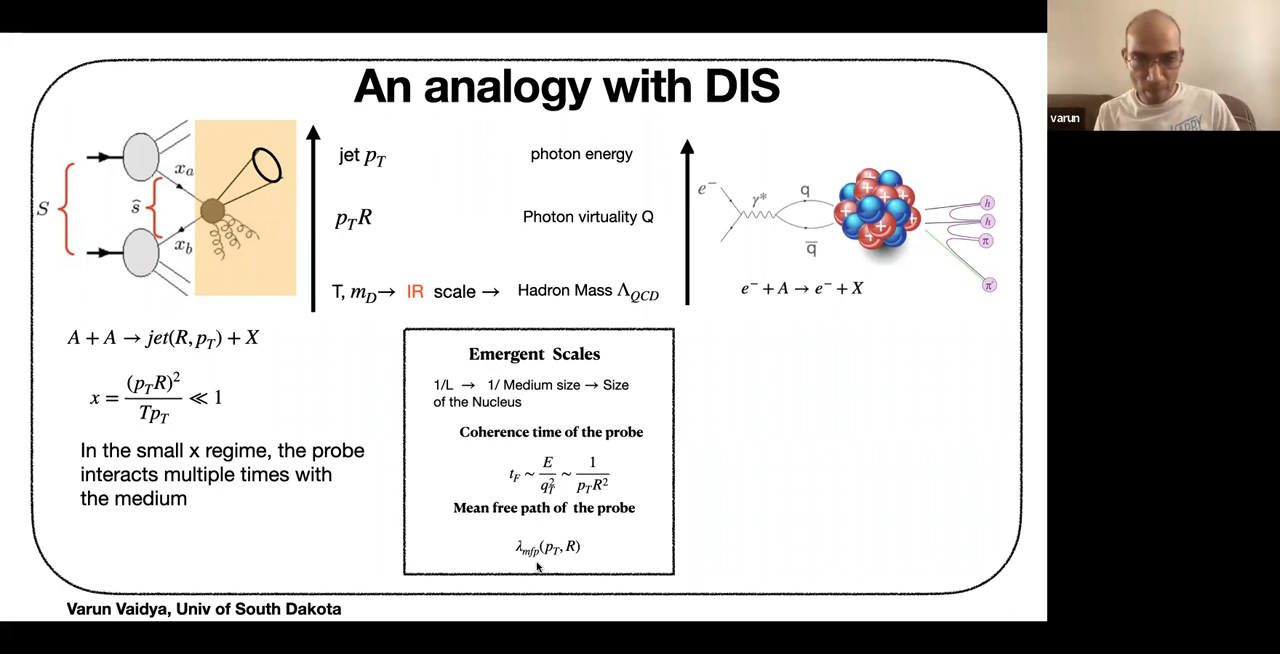 An analogy with DIS
S
ŝ
xₐ
x_b
jet p_T
p_T R
T, m_D → IR scale → Hadron Mass Λ_QCD
photon energy
Photon virtuality Q
e⁻
γ*
q
q̄
h
h
π
π
e⁻ + A → e⁻ + X
A + A → jet(R, p_T) + X
x = (p_T R)² / T p_T ≪ 1
In the small x regime, the probe
interacts multiple times with
the medium
Emergent Scales
1/L → 1/ Medium size → Size
of the Nucleus
Coherence time of the probe
t_F ~ E / q_T² ~ 1 / p_T R²
Mean free path of the probe
λ_mfp(p_T, R)
Varun Vaidya, Univ of South Dakota
varun